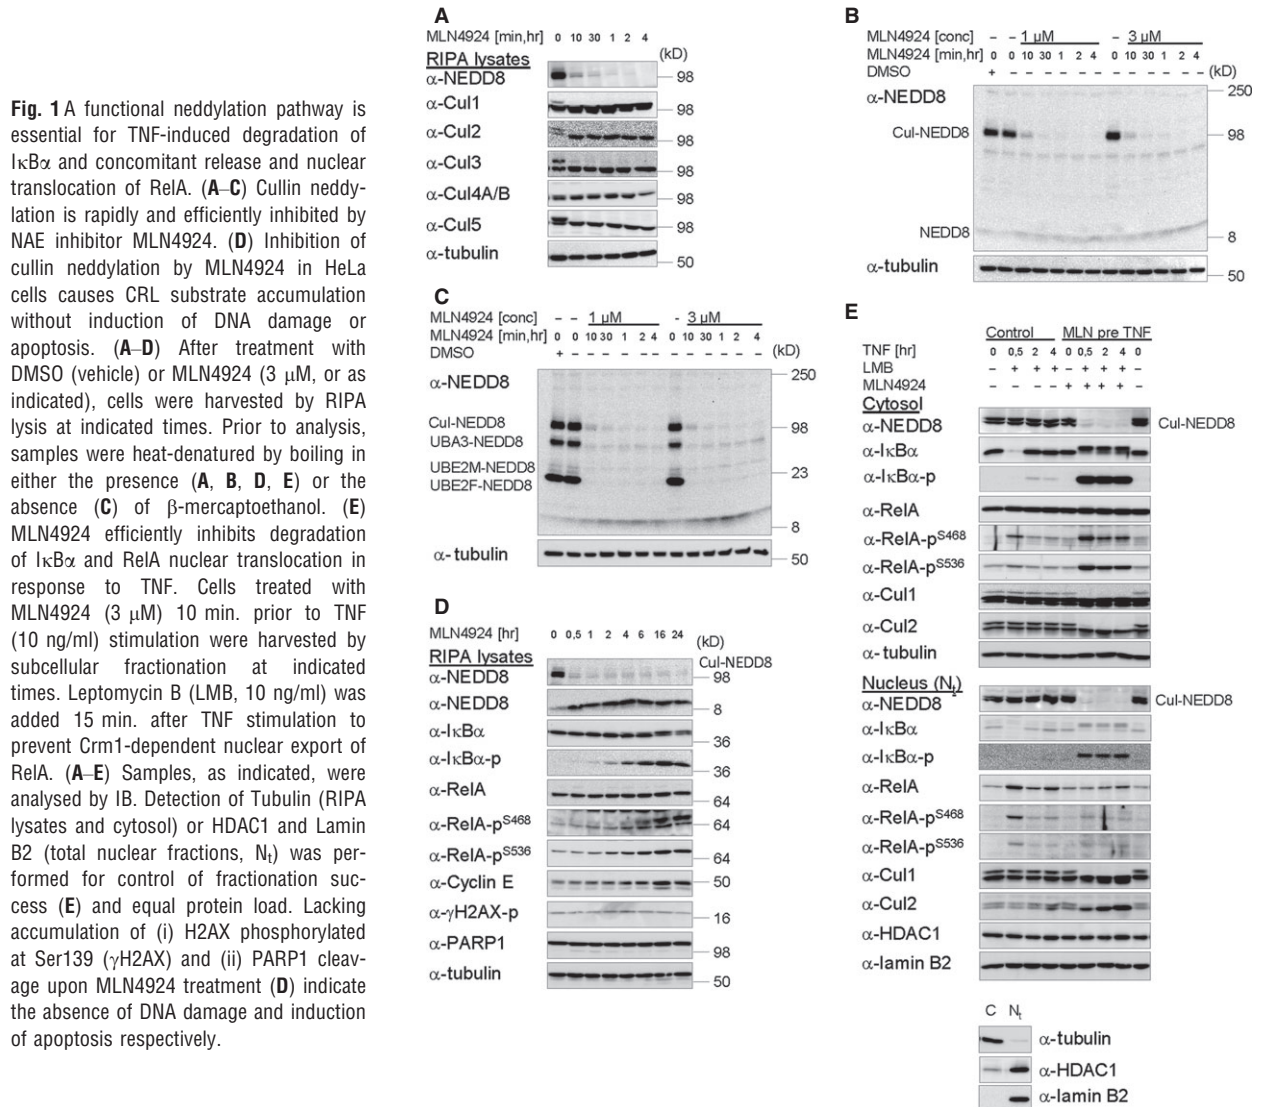 Fig. 1 A functional neddylation pathway is
essential for TNF-induced degradation of
IκBα and concomitant release and nuclear
translocation of RelA. (A–C) Cullin neddy-
lation is rapidly and efficiently inhibited by
NAE inhibitor MLN4924. (D) Inhibition of
cullin neddylation by MLN4924 in HeLa
cells causes CRL substrate accumulation
without induction of DNA damage or
apoptosis. (A–D) After treatment with
DMSO (vehicle) or MLN4924 (3 μM, or as
indicated), cells were harvested by RIPA
lysis at indicated times. Prior to analysis,
samples were heat-denatured by boiling in
either the presence (A, B, D, E) or the
absence (C) of β-mercaptoethanol. (E)
MLN4924 efficiently inhibits degradation
of IκBα and RelA nuclear translocation in
response to TNF. Cells treated with
MLN4924 (3 μM) 10 min. prior to TNF
(10 ng/ml) stimulation were harvested by
subcellular fractionation at indicated
times. Leptomycin B (LMB, 10 ng/ml) was
added 15 min. after TNF stimulation to
prevent Crm1-dependent nuclear export of
RelA. (A–E) Samples, as indicated, were
analysed by IB. Detection of Tubulin (RIPA
lysates and cytosol) or HDAC1 and Lamin
B2 (total nuclear fractions, Nt) was per-
formed for control of fractionation suc-
cess (E) and equal protein load. Lacking
accumulation of (i) H2AX phosphorylated
at Ser139 (γH2AX) and (ii) PARP1 cleav-
age upon MLN4924 treatment (D) indicate
the absence of DNA damage and induction
of apoptosis respectively.
A
MLN4924 [min,hr] 0 10 30 1 2 4
RIPA lysates (kD)
α-NEDD8 98
α-Cul1 98
α-Cul2 98
α-Cul3 98
α-Cul4A/B 98
α-Cul5 98
α-tubulin 50
B
MLN4924 [conc] – – 1 μM – 3 μM
MLN4924 [min,hr] 0 0 10 30 1 2 4 0 10 30 1 2 4
DMSO + – – – – – – – – – – – –
(kD)
α-NEDD8 250
Cul-NEDD8 98
NEDD8 8
α-tubulin 50
C
MLN4924 [conc] – – 1 μM – 3 μM
MLN4924 [min,hr] 0 0 10 30 1 2 4 0 10 30 1 2 4
DMSO + – – – – – – – – – – – – (kD)
α-NEDD8 250
Cul-NEDD8 98
UBA3-NEDD8
UBE2M-NEDD8 23
UBE2F-NEDD8
8
α-tubulin 50
D
MLN4924 [hr] 0 0,5 1 2 4 6 16 24 (kD)
RIPA lysates Cul-NEDD8
α-NEDD8 98
α-NEDD8 8
α-IκBα 36
α-IκBα-p 36
α-RelA 64
α-RelA-pS468 64
α-RelA-pS536 64
α-Cyclin E 50
α-γH2AX-p 16
α-PARP1 98
α-tubulin 50
E
Control MLN pre TNF
TNF [hr] 0 0,5 2 4 0 0,5 2 4 0
LMB – + + + – + + + –
MLN4924 – – – – + + + + –
Cytosol
α-NEDD8 Cul-NEDD8
α-IκBα
α-IκBα-p
α-RelA
α-RelA-pS468
α-RelA-pS536
α-Cul1
α-Cul2
α-tubulin
Nucleus (Nt)
α-NEDD8 Cul-NEDD8
α-IκBα
α-IκBα-p
α-RelA
α-RelA-pS468
α-RelA-pS536
α-Cul1
α-Cul2
α-HDAC1
α-lamin B2
C Nt
α-tubulin
α-HDAC1
α-lamin B2